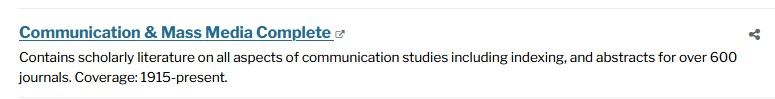 Communication & Mass Media Complete
Contains scholarly literature on all aspects of communication studies including indexing, and abstracts for over 600
journals. Coverage: 1915-present.